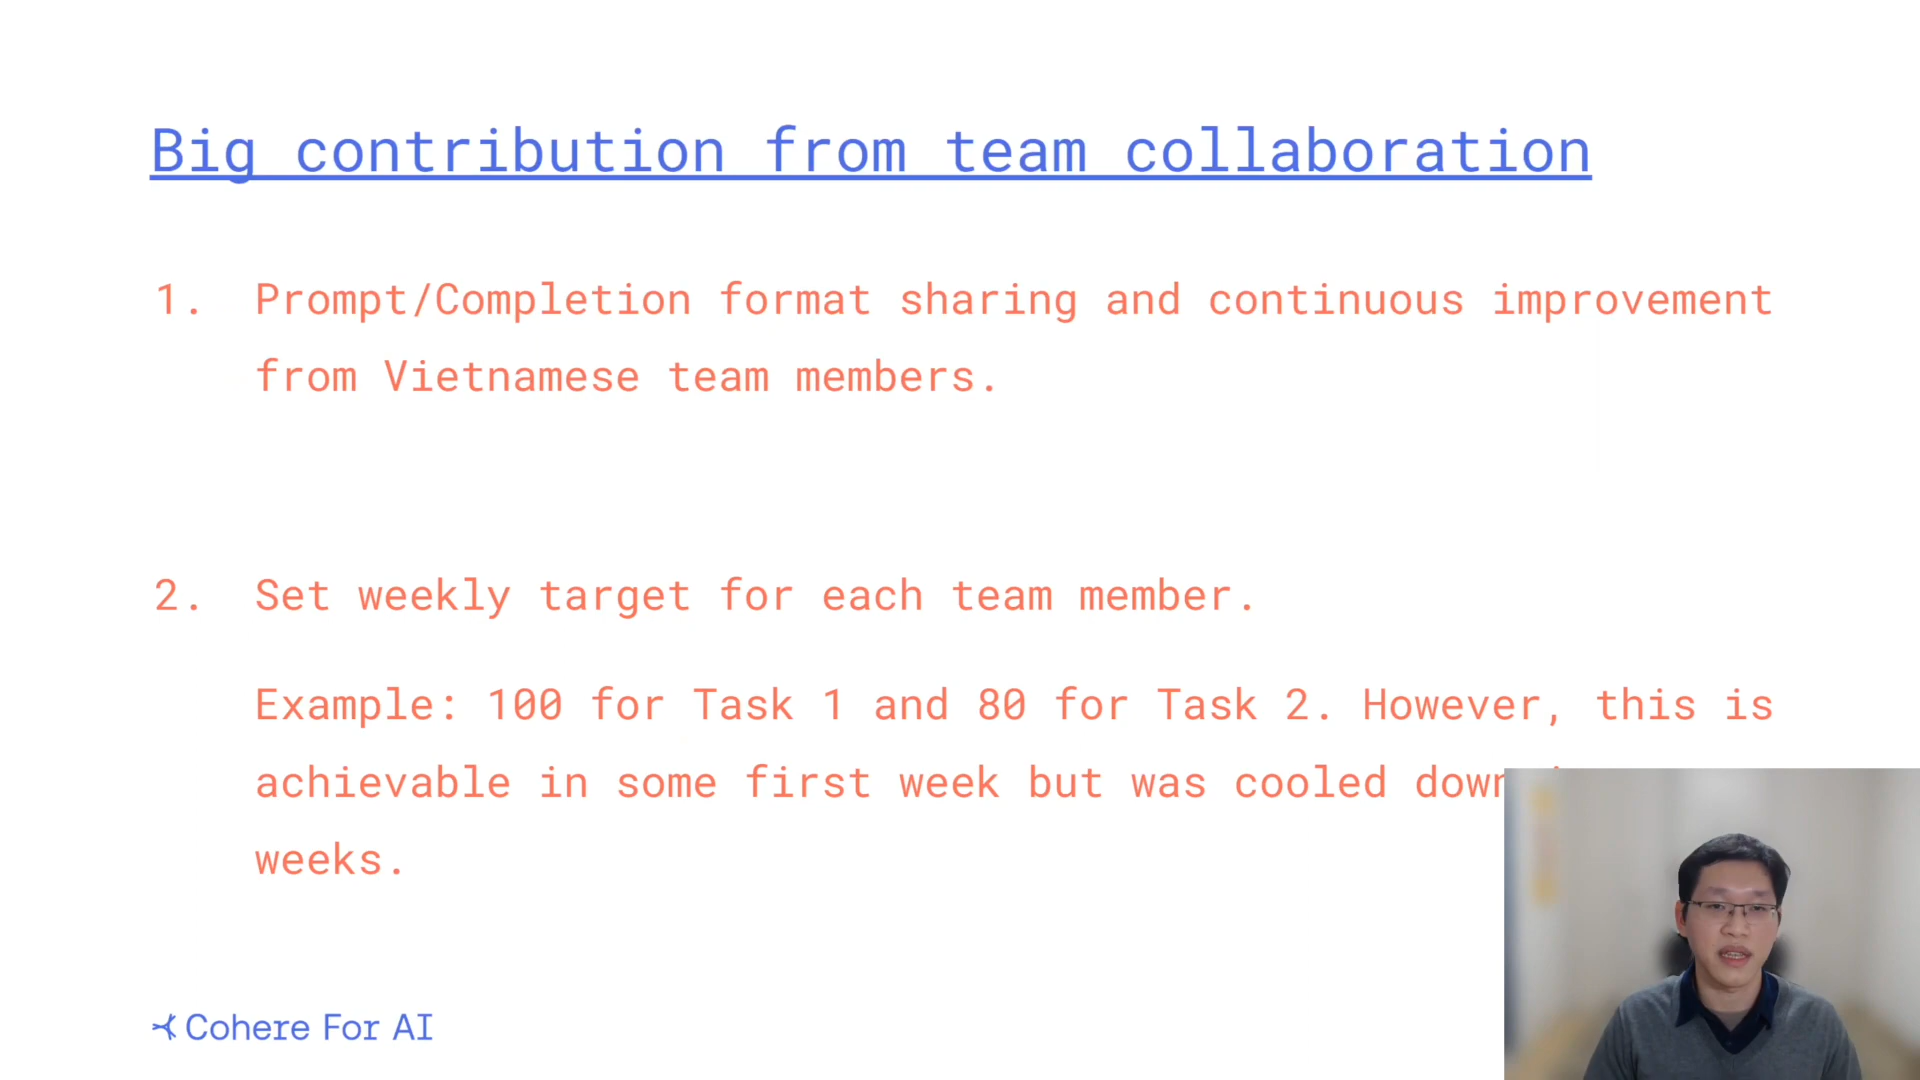 Big contribution from team collaboration
1. Prompt/Completion format sharing and continuous improvement
from Vietnamese team members.
2. Set weekly target for each team member.
Example: 100 for Task 1 and 80 for Task 2. However, this is
achievable in some first week but was cooled down
weeks.
Cohere For AI